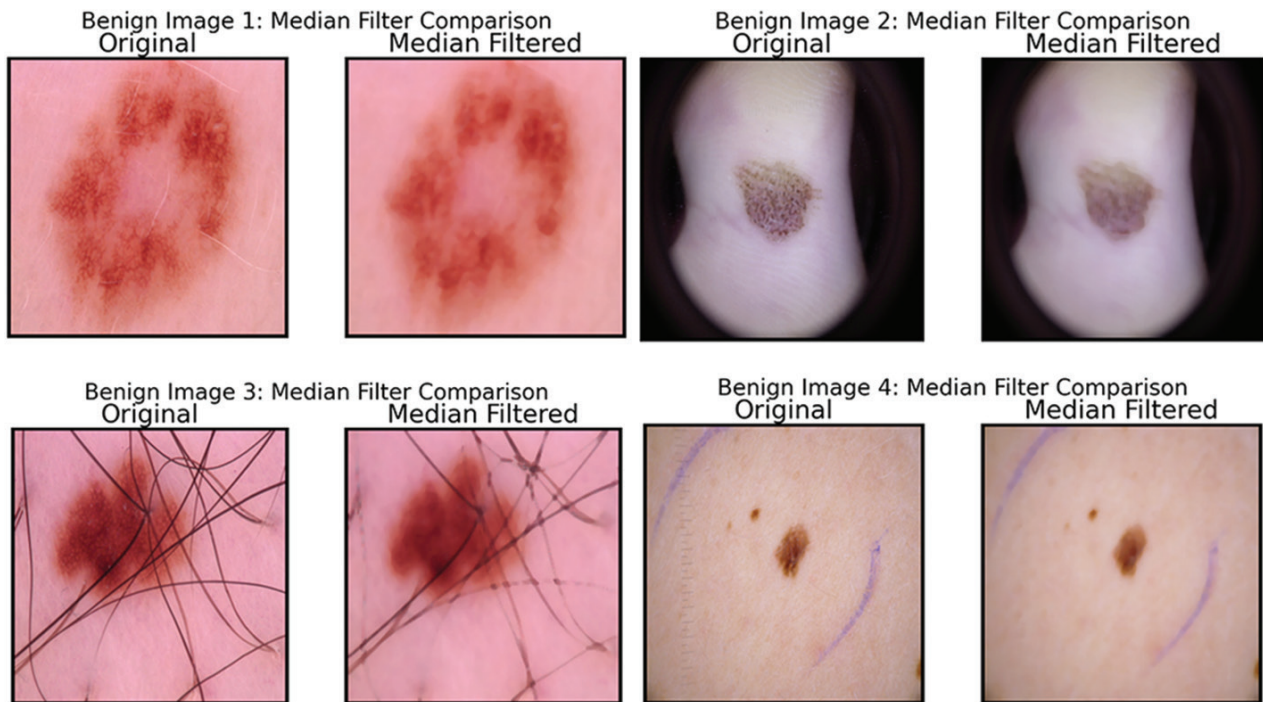 Benign Image 1: Median Filter Comparison
Original Median Filtered
Benign Image 2: Median Filter Comparison
Original Median Filtered
Benign Image 3: Median Filter Comparison
Original Median Filtered
Benign Image 4: Median Filter Comparison
Original Median Filtered